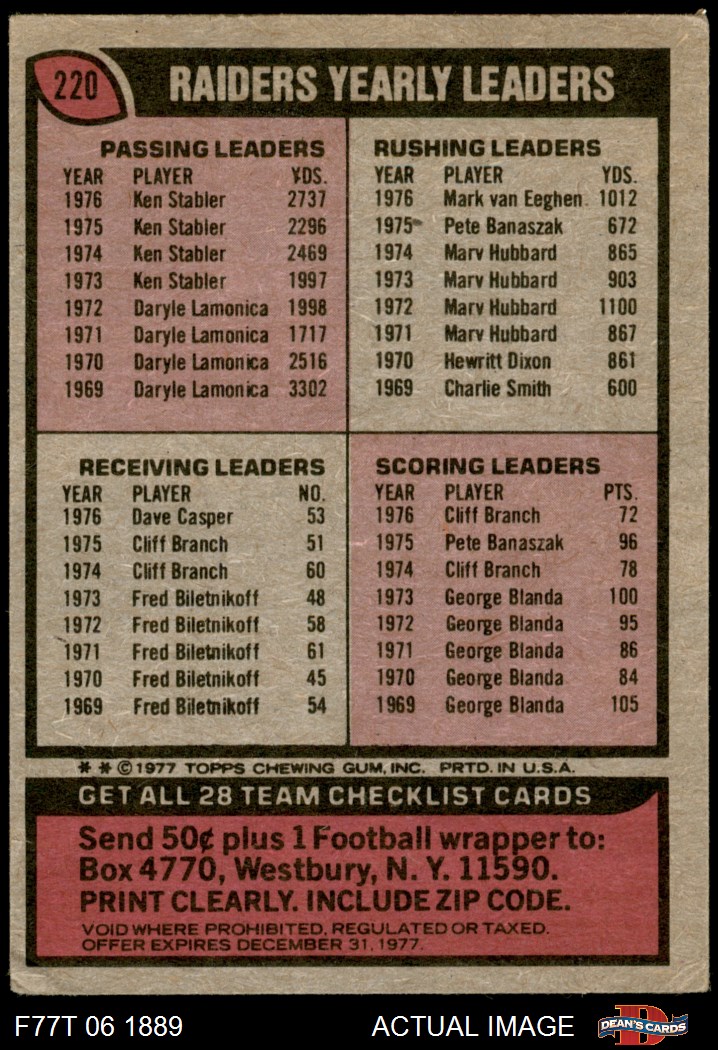 220
RAIDERS YEARLY LEADERS
PASSING LEADERS
YEAR PLAYER YDS.
1976 Ken Stabler 2737
1975 Ken Stabler 2296
1974 Ken Stabler 2469
1973 Ken Stabler 1997
1972 Daryle Lamonica 1998
1971 Daryle Lamonica 1717
1970 Daryle Lamonica 2516
1969 Daryle Lamonica 3302
RUSHING LEADERS
YEAR PLAYER YDS.
1976 Mark van Eeghen 1012
1975 Pete Banaszak 672
1974 Marv Hubbard 865
1973 Marv Hubbard 903
1972 Marv Hubbard 1100
1971 Marv Hubbard 867
1970 Hewritt Dixon 861
1969 Charlie Smith 600
RECEIVING LEADERS
YEAR PLAYER NO.
1976 Dave Casper 53
1975 Cliff Branch 51
1974 Cliff Branch 60
1973 Fred Biletnikoff 48
1972 Fred Biletnikoff 58
1971 Fred Biletnikoff 61
1970 Fred Biletnikoff 45
1969 Fred Biletnikoff 54
SCORING LEADERS
YEAR PLAYER PTS.
1976 Cliff Branch 72
1975 Pete Banaszak 96
1974 Cliff Branch 78
1973 George Blanda 100
1972 George Blanda 95
1971 George Blanda 86
1970 George Blanda 84
1969 George Blanda 105
* * ©1977 TOPPS CHEWING GUM, INC. PRTD. IN U.S.A.
GET ALL 28 TEAM CHECKLIST CARDS
Send 50¢ plus 1 Football wrapper to:
Box 4770, Westbury, N. Y. 11590.
PRINT CLEARLY. INCLUDE ZIP CODE.
VOID WHERE PROHIBITED, REGULATED OR TAXED.
OFFER EXPIRES DECEMBER 31, 1977.
F77T 06 1889 ACTUAL IMAGE
D
DEAN'S CARDS